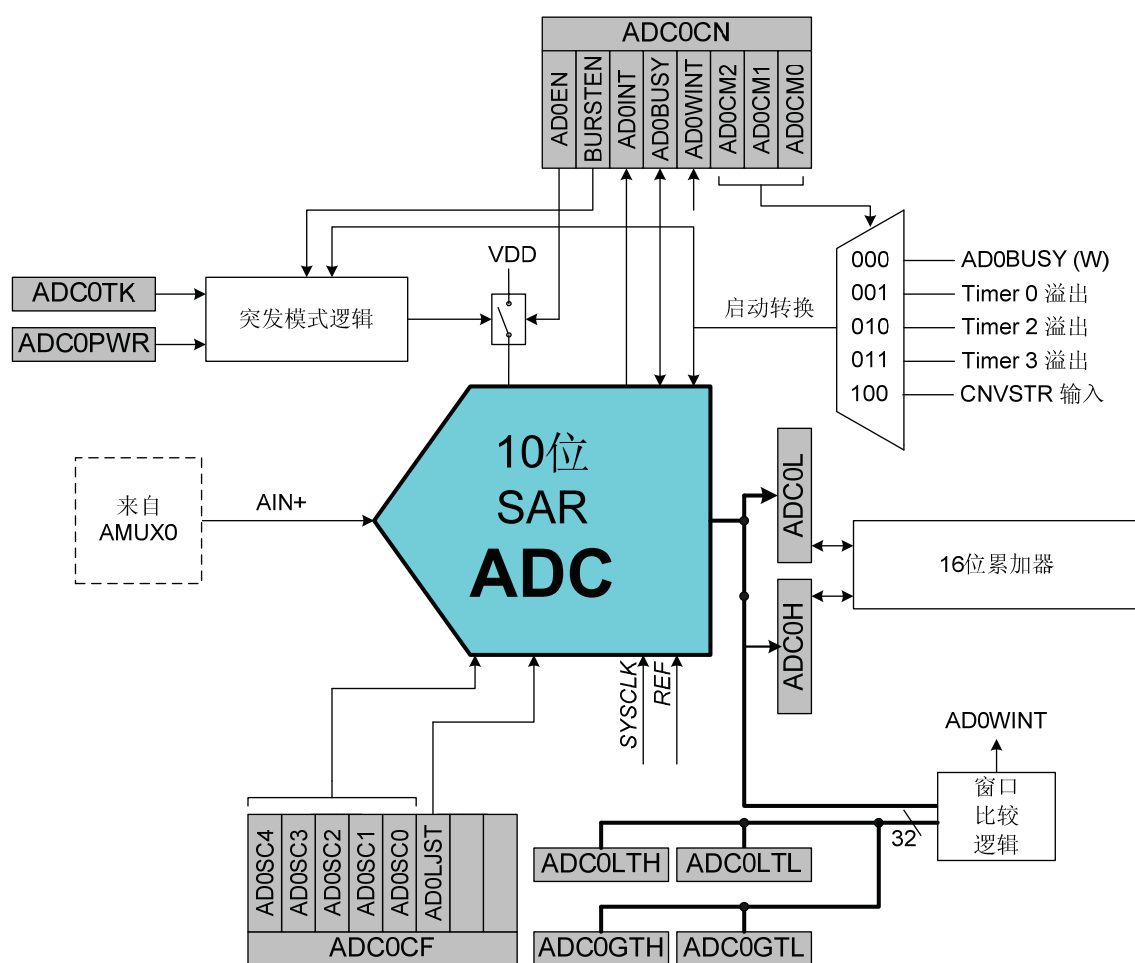 ADC0CN
AD0EN
BURSTEN
AD0INT
AD0BUSY
AD0WINT
AD0CM2
AD0CM1
AD0CM0
VDD
ADC0TK
ADC0PWR
突发模式逻辑
启动转换
000
001
010
011
100
AD0BUSY (W)
Timer 0 溢出
Timer 2 溢出
Timer 3 溢出
CNVSTR 输入
来自
AMUX0
AIN+
10位
SAR
ADC
ADC0L
ADC0H
16位累加器
SYSCLK
REF
AD0WINT
窗口
比较
逻辑
32
AD0SC4
AD0SC3
AD0SC2
AD0SC1
AD0SC0
AD0LJST
ADC0CF
ADC0LTH
ADC0LTL
ADC0GTH
ADC0GTL